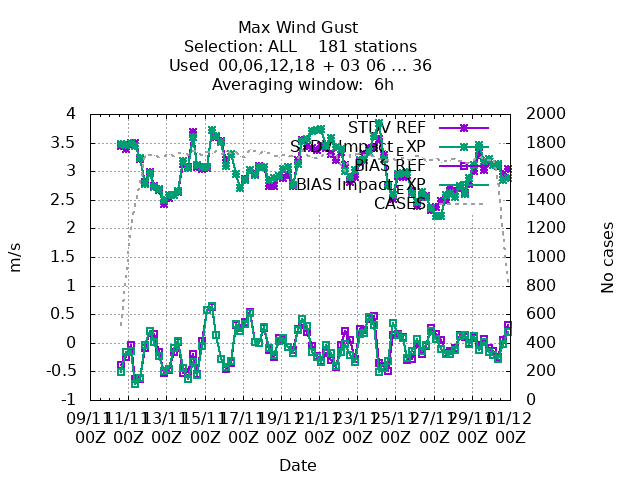 Max Wind Gust
Selection: ALL    181 stations
Used  00,06,12,18 + 03 06 ... 36
Averaging window:  6h
STDV REF
STDV Impact_EXP
BIAS REF
BIAS Impact_EXP
CASES
4
3.5
3
2.5
2
1.5
1
0.5
0
-0.5
-1
m/s
2000
1800
1600
1400
1200
1000
800
600
400
200
0
No cases
09/11 11/11 13/11 15/11 17/11 19/11 21/11 23/11 25/11 27/11 29/11 01/12
00Z 00Z 00Z 00Z 00Z 00Z 00Z 00Z 00Z 00Z 00Z 00Z
Date